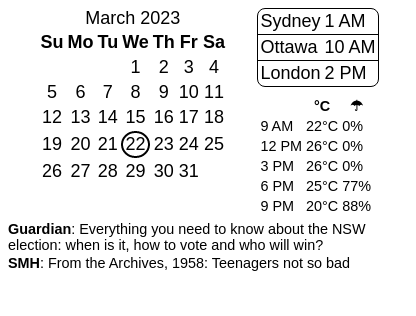 March 2023
Su Mo Tu We Th Fr Sa
1 2 3 4
5 6 7 8 9 10 11
12 13 14 15 16 17 18
19 20 21 22 23 24 25
26 27 28 29 30 31
Sydney 1 AM
Ottawa 10 AM
London 2 PM
°C ☂
9 AM 22°C 0%
12 PM 26°C 0%
3 PM 26°C 0%
6 PM 25°C 77%
9 PM 20°C 88%
Guardian: Everything you need to know about the NSW
election: when is it, how to vote and who will win?
SMH: From the Archives, 1958: Teenagers not so bad